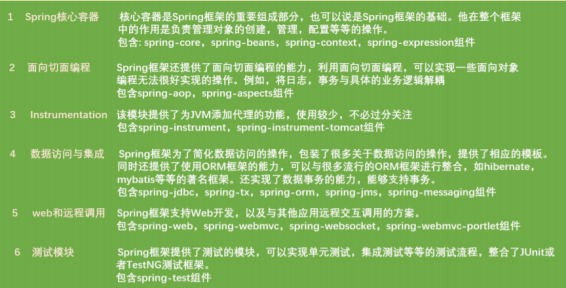 1 Spring核心容器 核心容器是Spring框架的重要组成部分，也可以说是Spring框架的基础。他在整个框架
中的作用是负责管理对象的创建，管理，配置等等的操作。
包含: spring-core，spring-beans，spring-context，spring-expression组件
2 面向切面编程 Spring框架还提供了面向切面编程的能力，利用面向切面编程，可以实现一些面向对象
编程无法很好实现的操作。例如，将日志，事务与具体的业务逻辑解耦
包含spring-aop，spring-aspects组件
3 Instrumentation 该模块提供了为JVM添加代理的功能，使用较少，不必过分关注
包含spring-instrument，spring-instrument-tomcat组件
4 数据访问与集成 Spring框架为了简化数据访问的操作，包装了很多关于数据访问的操作，提供了相应的模板。
同时还提供了使用ORM框架的能力，可以与很多流行的ORM框架进行整合，如hibernate，
mybatis等等的著名框架。还实现了数据事务的能力，能够支持事务。
包含spring-jdbc，spring-tx，spring-orm，spring-jms，spring-messaging组件
5 web和远程调用 Spring框架支持Web开发，以及与其他应用远程交互调用的方案。
包含spring-web，spring-webmvc，spring-websocket，spring-webmvc-portlet组件
6 测试模块 Spring框架提供了测试的模块，可以实现单元测试，集成测试等等的测试流程，整合了JUnit或
者TestNG测试框架。
包含spring-test组件